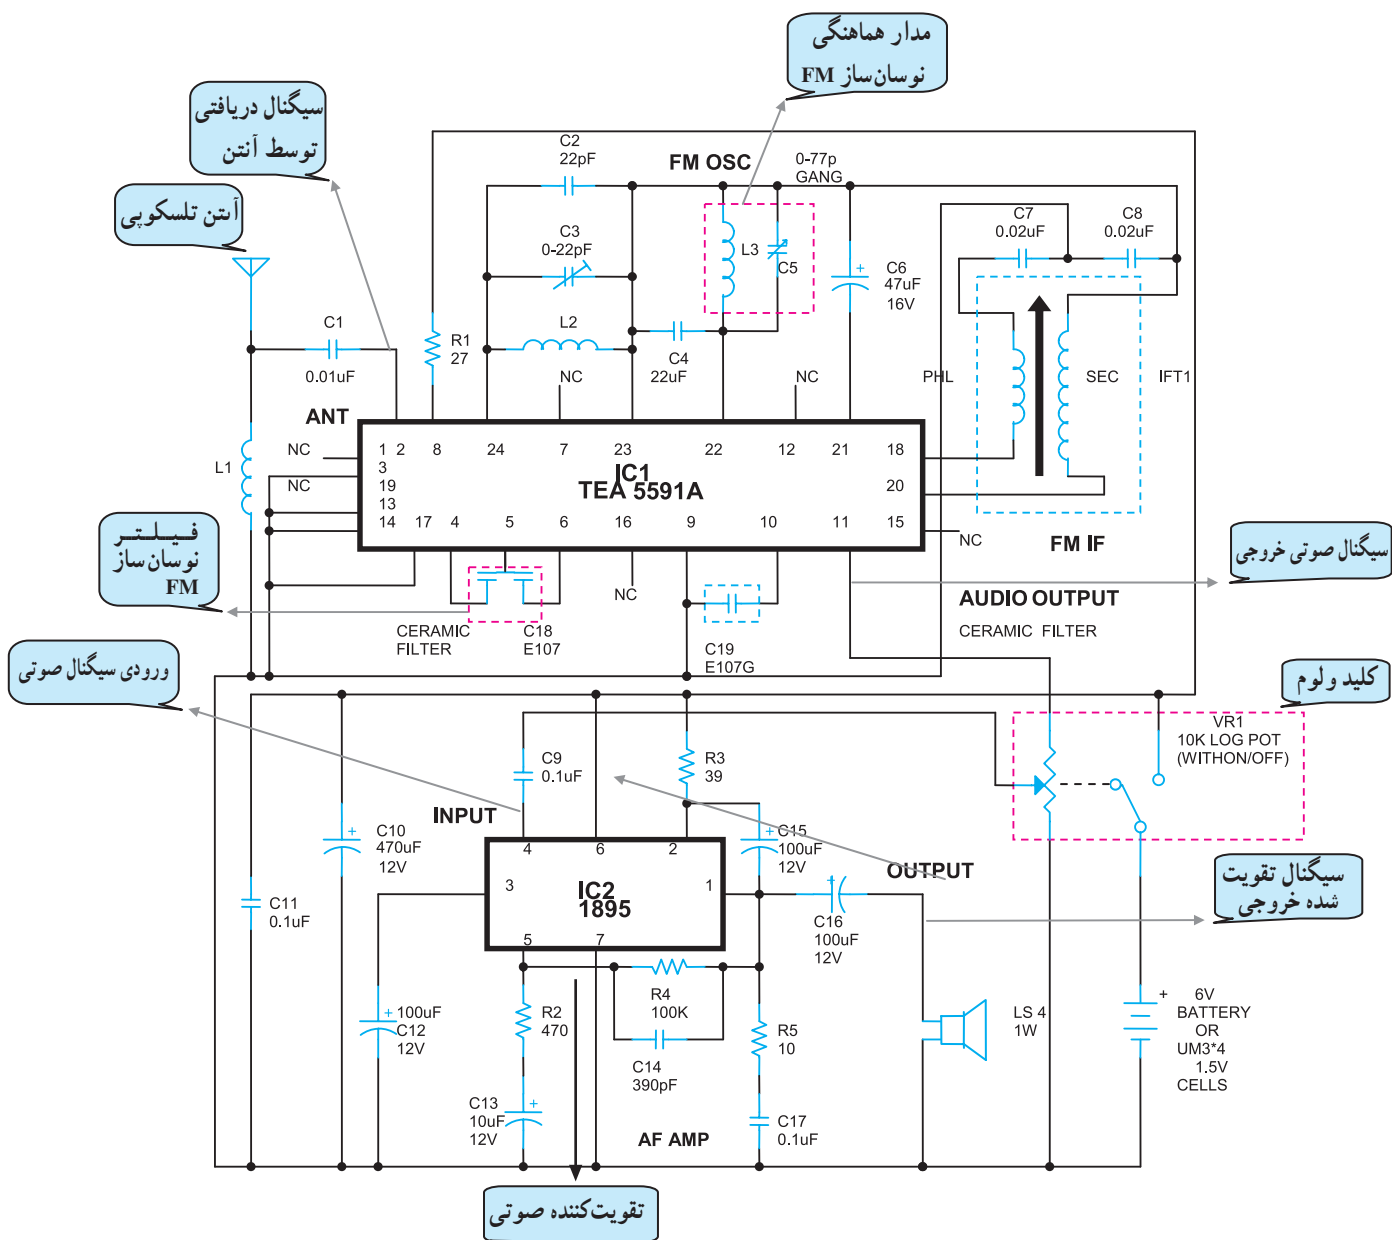 مدار هماهنگی
نوسان‌ساز FM
سیگنال دریافتی
توسط آنتن
آنتن تلسکوپی
C2
22pF
FM OSC
0-77p
GANG
C3
0-22pF
L3
C5
C6
+
47uF
16V
C7
0.02uF
C8
0.02uF
C1
0.01uF
R1
27
L2
C4
22uF
NC
NC
PHL
SEC
IFT1
ANT
L1
NC
NC
1 2 8 24 7 23 22 12 21 18
3
19
13
14 17 4 5 6 16 9 10 11 15
20
IC1
TEA 5591A
NC
FM IF
فیـلـتـر
نوسان‌ساز
FM
سیگنال صوتی خروجی
NC
AUDIO OUTPUT
CERAMIC FILTER
CERAMIC
FILTER
C18
E107
C19
E107G
ورودی سیگنال صوتی
کلید ولوم
VR1
10K LOG POT
(WITHON/OFF)
C9
0.1uF
R3
39
INPUT
+
C10
470uF
12V
C11
0.1uF
4 6 2
3 1
5 7
IC2
1895
+
C15
100uF
12V
OUTPUT
+
C16
100uF
12V
سیگنال تقویت
شده خروجی
+
100uF
C12
12V
R2
470
R4
100K
C14
390pF
R5
10
LS 4
1W
+
6V
BATTERY
OR
UM3*4
1.5V
CELLS
+
C13
10uF
12V
AF AMP
C17
0.1uF
تقویت‌کننده صوتی